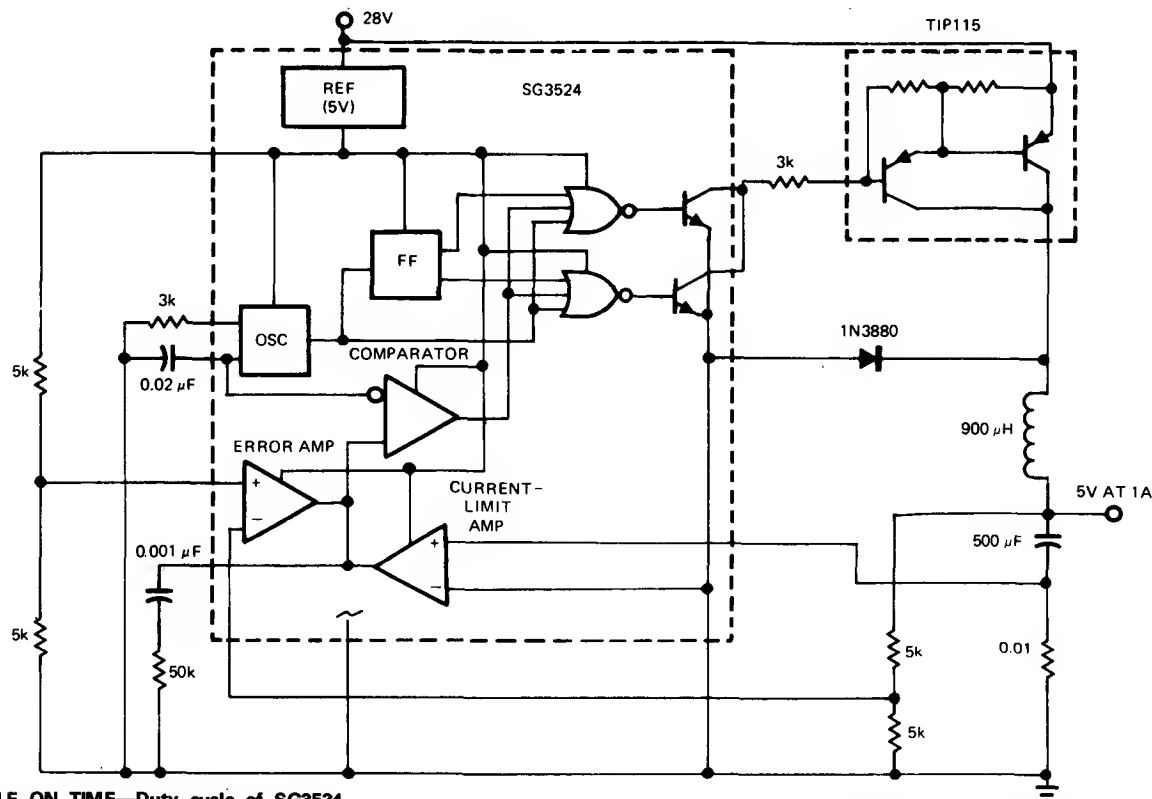 28V
TIP115
REF
(5V)
SG3524
3k
FF
3k
OSC
1N3880
5k
0.02 μF
COMPARATOR
900 μH
ERROR AMP
CURRENT-
LIMIT
AMP
5V AT 1A
+
−
+
−
500 μF
0.001 μF
5k
50k
5k
0.01
5k